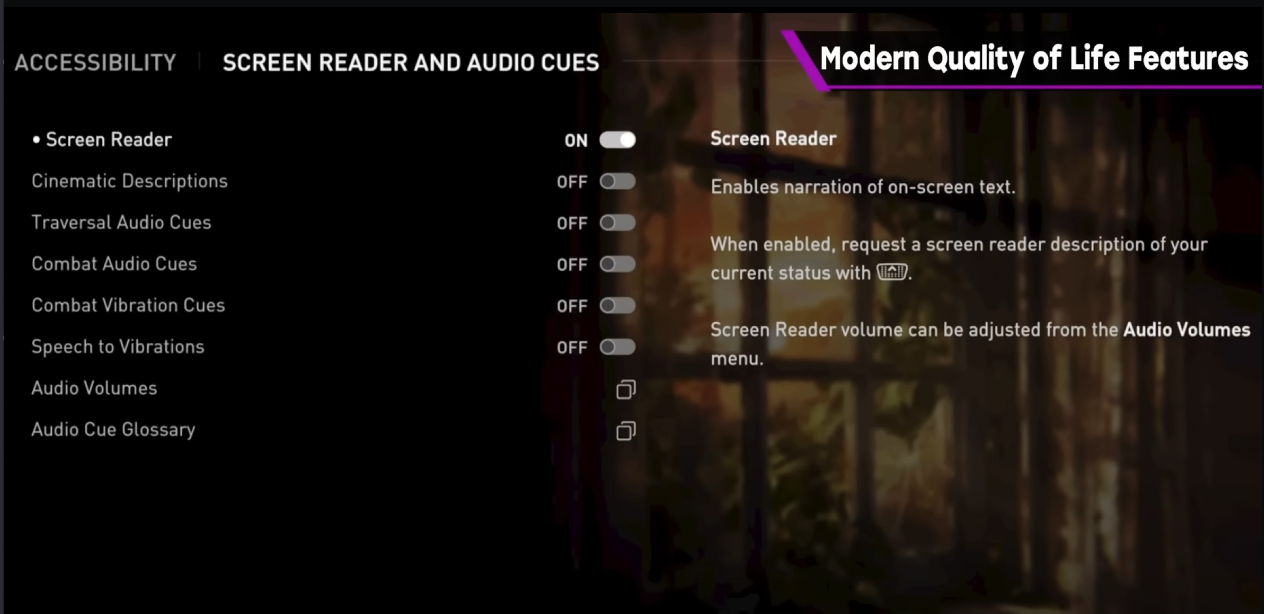 ACCESSIBILITY
SCREEN READER AND AUDIO CUES
Modern Quality of Life Features
• Screen Reader ON
Cinematic Descriptions OFF
Traversal Audio Cues OFF
Combat Audio Cues OFF
Combat Vibration Cues OFF
Speech to Vibrations OFF
Audio Volumes
Audio Cue Glossary
Screen Reader
Enables narration of on-screen text.
When enabled, request a screen reader description of your
current status with .
Screen Reader volume can be adjusted from the Audio Volumes
menu.